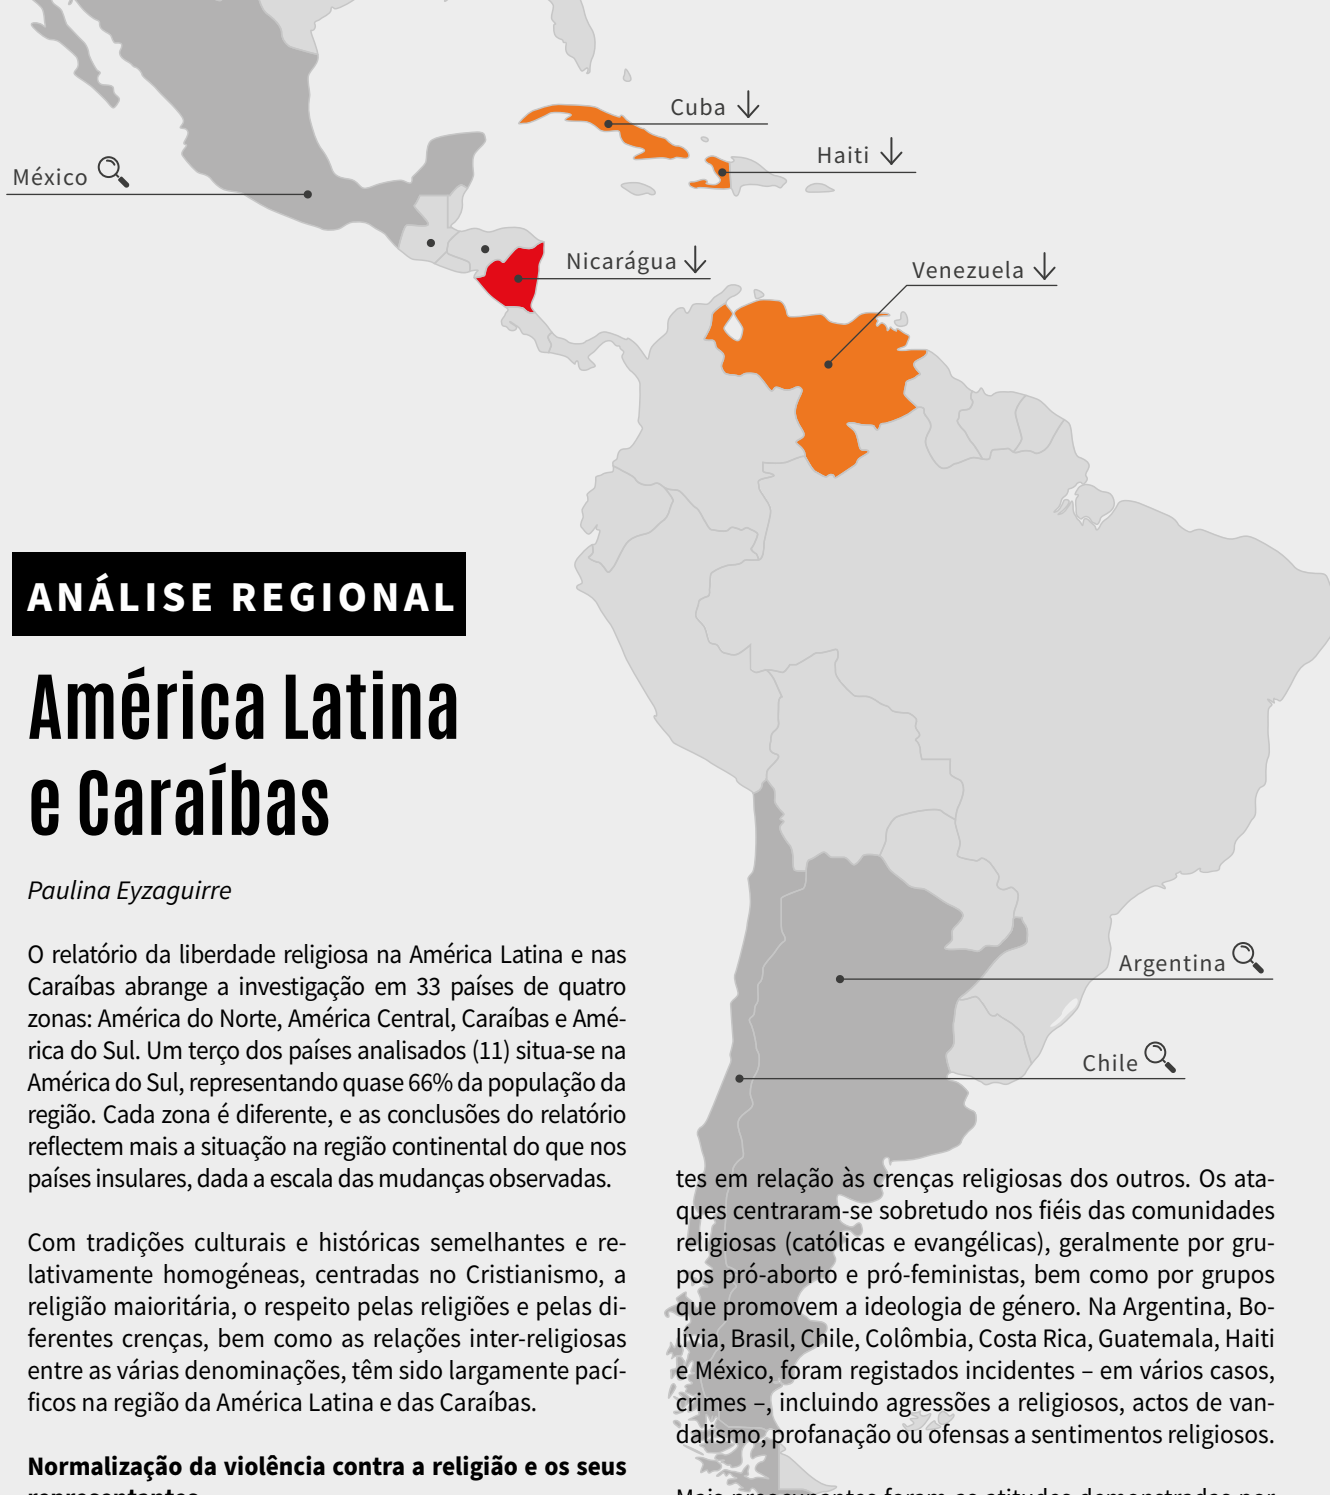 Cuba
Haiti
México
Nicarágua
Venezuela
ANÁLISE REGIONAL
América Latina
e Caraíbas
Paulina Eyzaguirre
O relatório da liberdade religiosa na América Latina e nas
Caraíbas abrange a investigação em 33 países de quatro
zonas: América do Norte, América Central, Caraíbas e Amé-
rica do Sul. Um terço dos países analisados (11) situa-se na
América do Sul, representando quase 66% da população da
região. Cada zona é diferente, e as conclusões do relatório
reflectem mais a situação na região continental do que nos
países insulares, dada a escala das mudanças observadas.
Com tradições culturais e históricas semelhantes e re-
lativamente homogéneas, centradas no Cristianismo, a
religião maioritária, o respeito pelas religiões e pelas di-
ferentes crenças, bem como as relações inter-religiosas
entre as várias denominações, têm sido largamente pací-
ficos na região da América Latina e das Caraíbas.
Normalização da violência contra a religião e os seus
representantes
Argentina
Chile
tes em relação às crenças religiosas dos outros. Os ata-
ques centraram-se sobretudo nos fiéis das comunidades
religiosas (católicas e evangélicas), geralmente por gru-
pos pró-aborto e pró-feministas, bem como por grupos
que promovem a ideologia de género. Na Argentina, Bo-
lívia, Brasil, Chile, Colômbia, Costa Rica, Guatemala, Haiti
e México, foram registados incidentes – em vários casos,
crimes –, incluindo agressões a religiosos, actos de van-
dalismo, profanação ou ofensas a sentimentos religiosos.
Mais preocupantes foram as atitudes demonstradas por